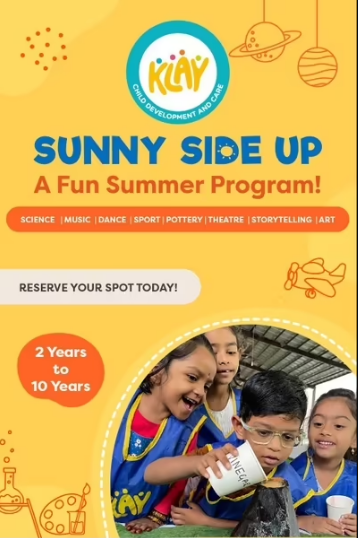 KLAY
CHILD DEVELOPMENT AND CARE
SUNNY SIDE UP
A Fun Summer Program!
SCIENCE | MUSIC | DANCE | SPORT | POTTERY | THEATRE | STORYTELLING | ART
RESERVE YOUR SPOT TODAY!
2 Years
to
10 Years
VINEGAR
KLAY